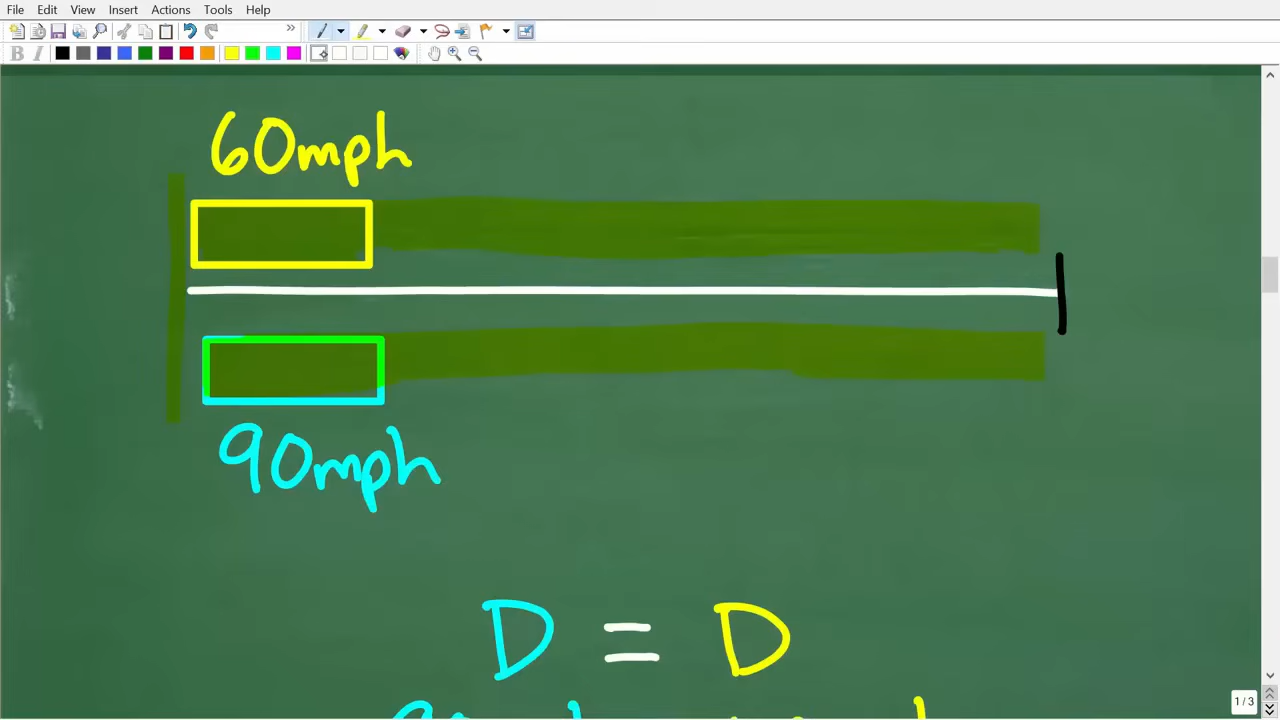 File Edit View Insert Actions Tools Help
B I
60mph
90mph
D = D
1 / 3